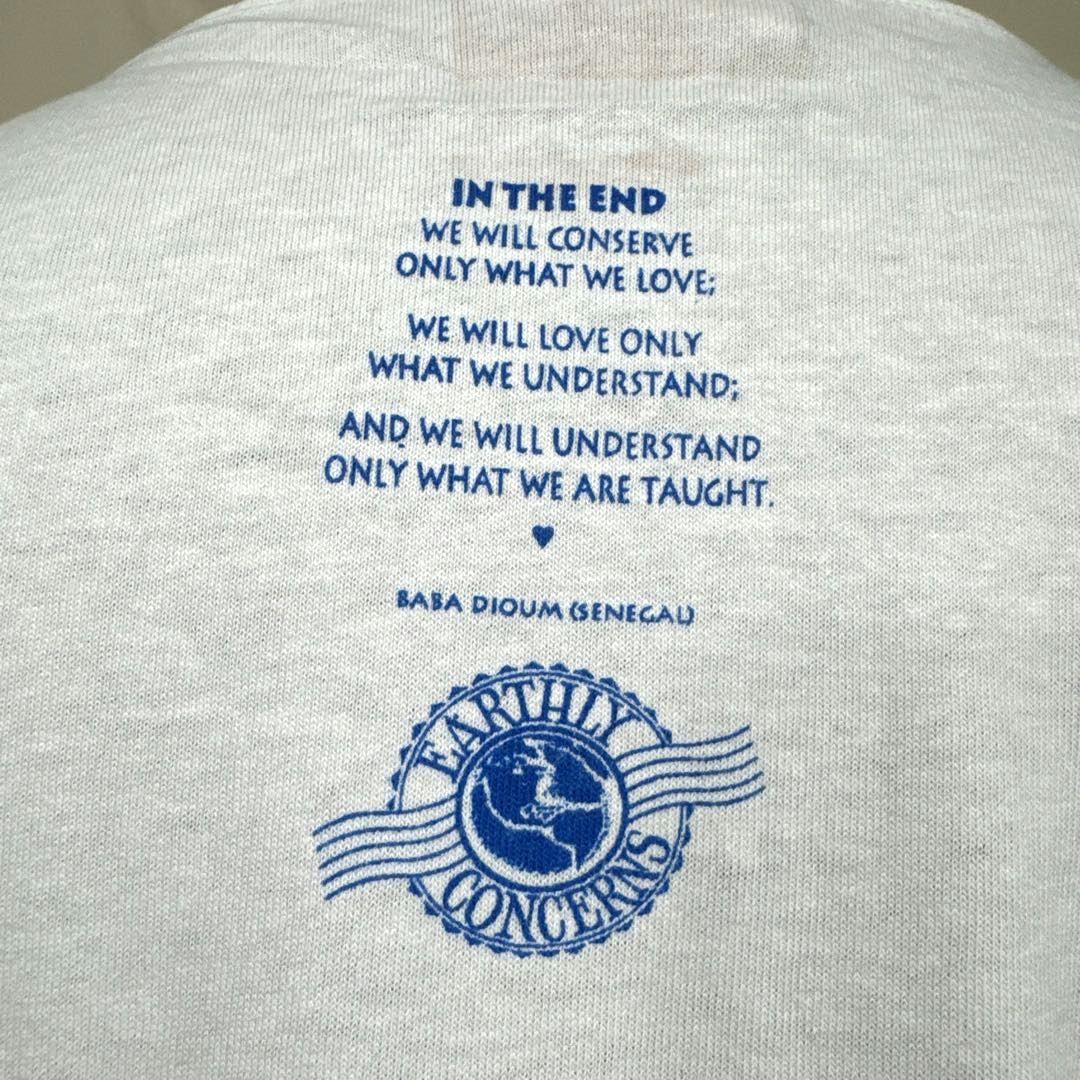 IN THE END
WE WILL CONSERVE
ONLY WHAT WE LOVE;
WE WILL LOVE ONLY
WHAT WE UNDERSTAND;
AND WE WILL UNDERSTAND
ONLY WHAT WE ARE TAUGHT.
BABA DIOUM (SENEGAL)
EARTHLY
CONCERNS